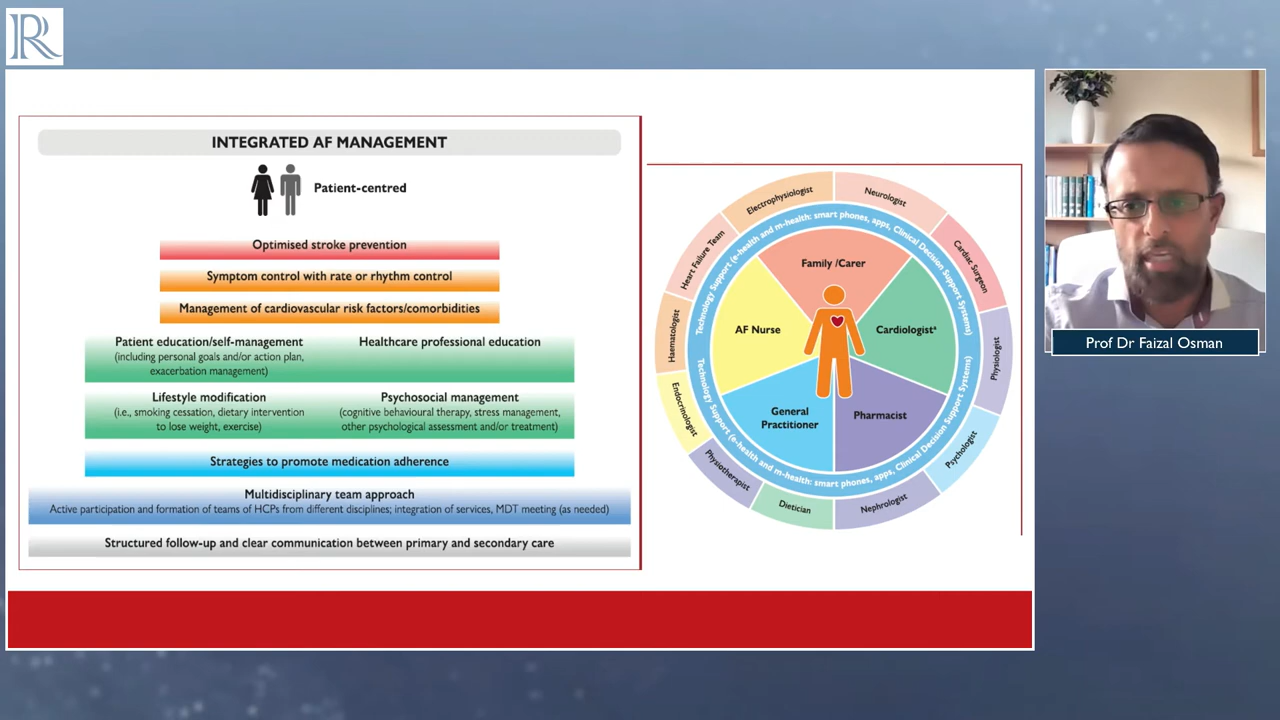 R
INTEGRATED AF MANAGEMENT
Patient-centred
Optimised stroke prevention
Symptom control with rate or rhythm control
Management of cardiovascular risk factors/comorbidities
Patient education/self-management
(including personal goals and/or action plan,
exacerbation management)
Healthcare professional education
Lifestyle modification
(i.e., smoking cessation, dietary intervention
to lose weight, exercise)
Psychosocial management
(cognitive behavioural therapy, stress management,
other psychological assessment and/or treatment)
Strategies to promote medication adherence
Multidisciplinary team approach
Active participation and formation of teams of HCPs from different disciplines; integration of services, MDT meeting (as needed)
Structured follow-up and clear communication between primary and secondary care
Electrophysiologist
Neurologist
Cardiac Surgeon
Physiologist
Psychologist
Nephrologist
Dietician
Physiotherapist
Endocrinologist
Haematologist
Heart Failure Team
Technology Support (e-health and m-health: smart phones, apps, Clinical Decision Support Systems)
Technology Support (e-health and m-health: smart phones, apps, Clinical Decision Support Systems)
Family /Carer
Cardiologistª
Pharmacist
General
Practitioner
AF Nurse
Prof Dr Faizal Osman